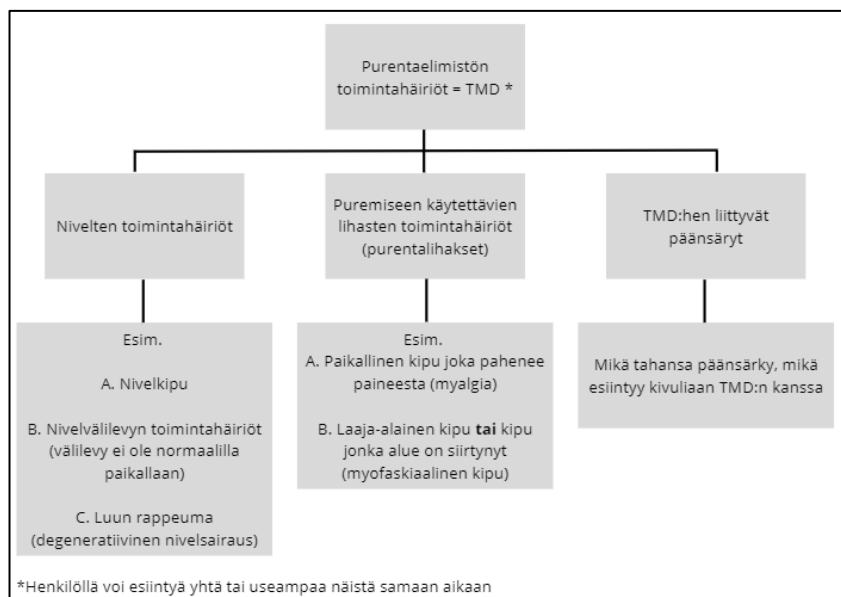 Purentaelimistön
toimintahäiriöt = TMD *
Nivelten toimintahäiriöt
Puremiseen käytettävien
lihasten toimintahäiriöt
(purentalihakset)
TMD:hen liittyvät
päänsäryt
Esim.
A. Nivelkipu
B. Nivelvälilevyn toimintahäiriöt
(välilevy ei ole normaalilla
paikallaan)
C. Luun rappeuma
(degeneratiivinen nivelsairaus)
Esim.
A. Paikallinen kipu joka pahenee
paineesta (myalgia)
B. Laaja-alainen kipu tai kipu
jonka alue on siirtynyt
(myofaskiaalinen kipu)
Mikä tahansa päänsärky, mikä
esiintyy kivuliaan TMD:n kanssa
*Henkilöllä voi esiintyä yhtä tai useampaa näistä samaan aikaan